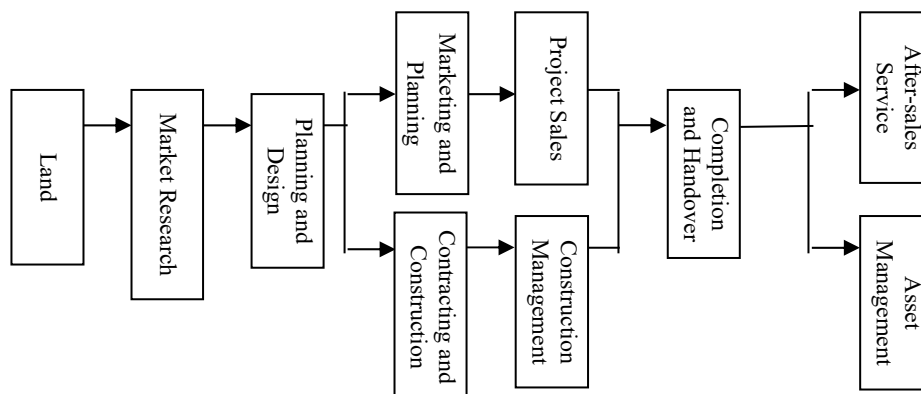 Land
Market Research
Planning and
Design
Marketing and
Planning
Project Sales
Contracting and
Construction
Construction
Management
Completion
and Handover
After-sales
Service
Asset
Management